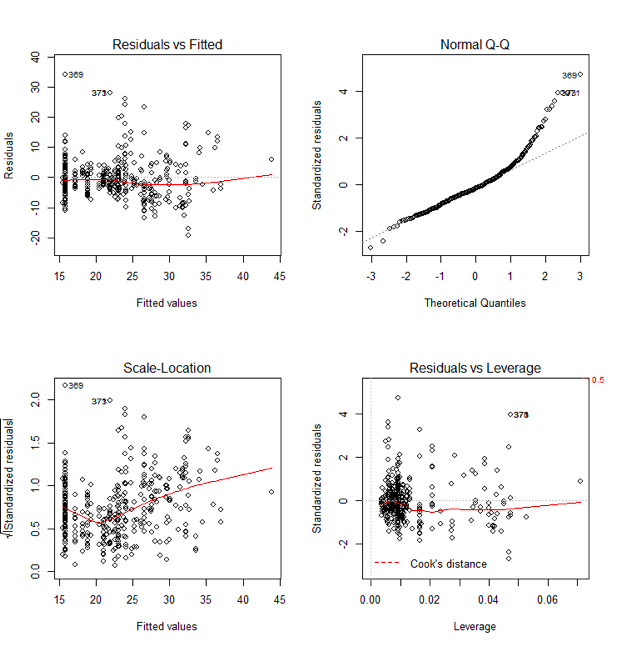 Residuals vs Fitted
Residuals
40
30
20
10
0
-10
-20
369
373
15 20 25 30 35 40 45
Fitted values
Normal Q-Q
Standardized residuals
4
2
0
-2
369
-3 -2 -1 0 1 2 3
Theoretical Quantiles
Scale-Location
√|Standardized residuals|
2.0
1.5
1.0
0.5
0.0
369
373
15 20 25 30 35 40 45
Fitted values
Residuals vs Leverage
Standardized residuals
4
2
0
-2
0.5
Cook's distance
0.00 0.02 0.04 0.06
Leverage